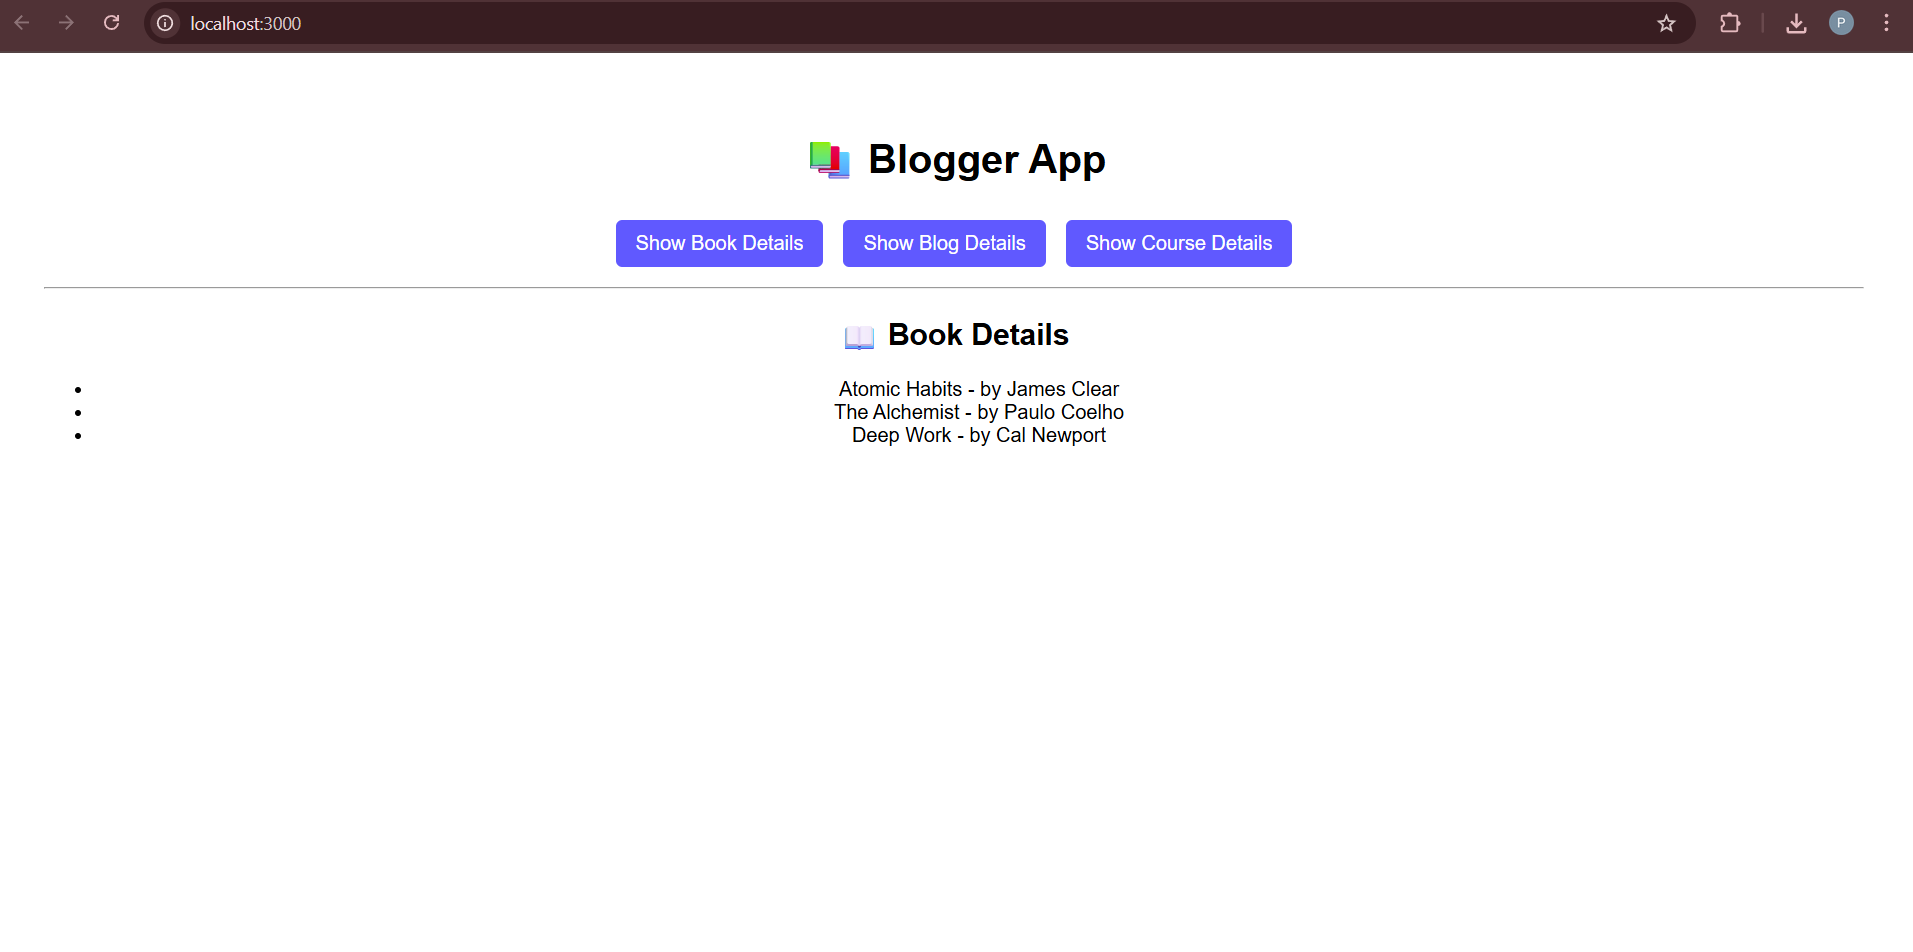 localhost:3000
P
Blogger App
Show Book Details Show Blog Details Show Course Details
Book Details
• Atomic Habits - by James Clear
• The Alchemist - by Paulo Coelho
• Deep Work - by Cal Newport